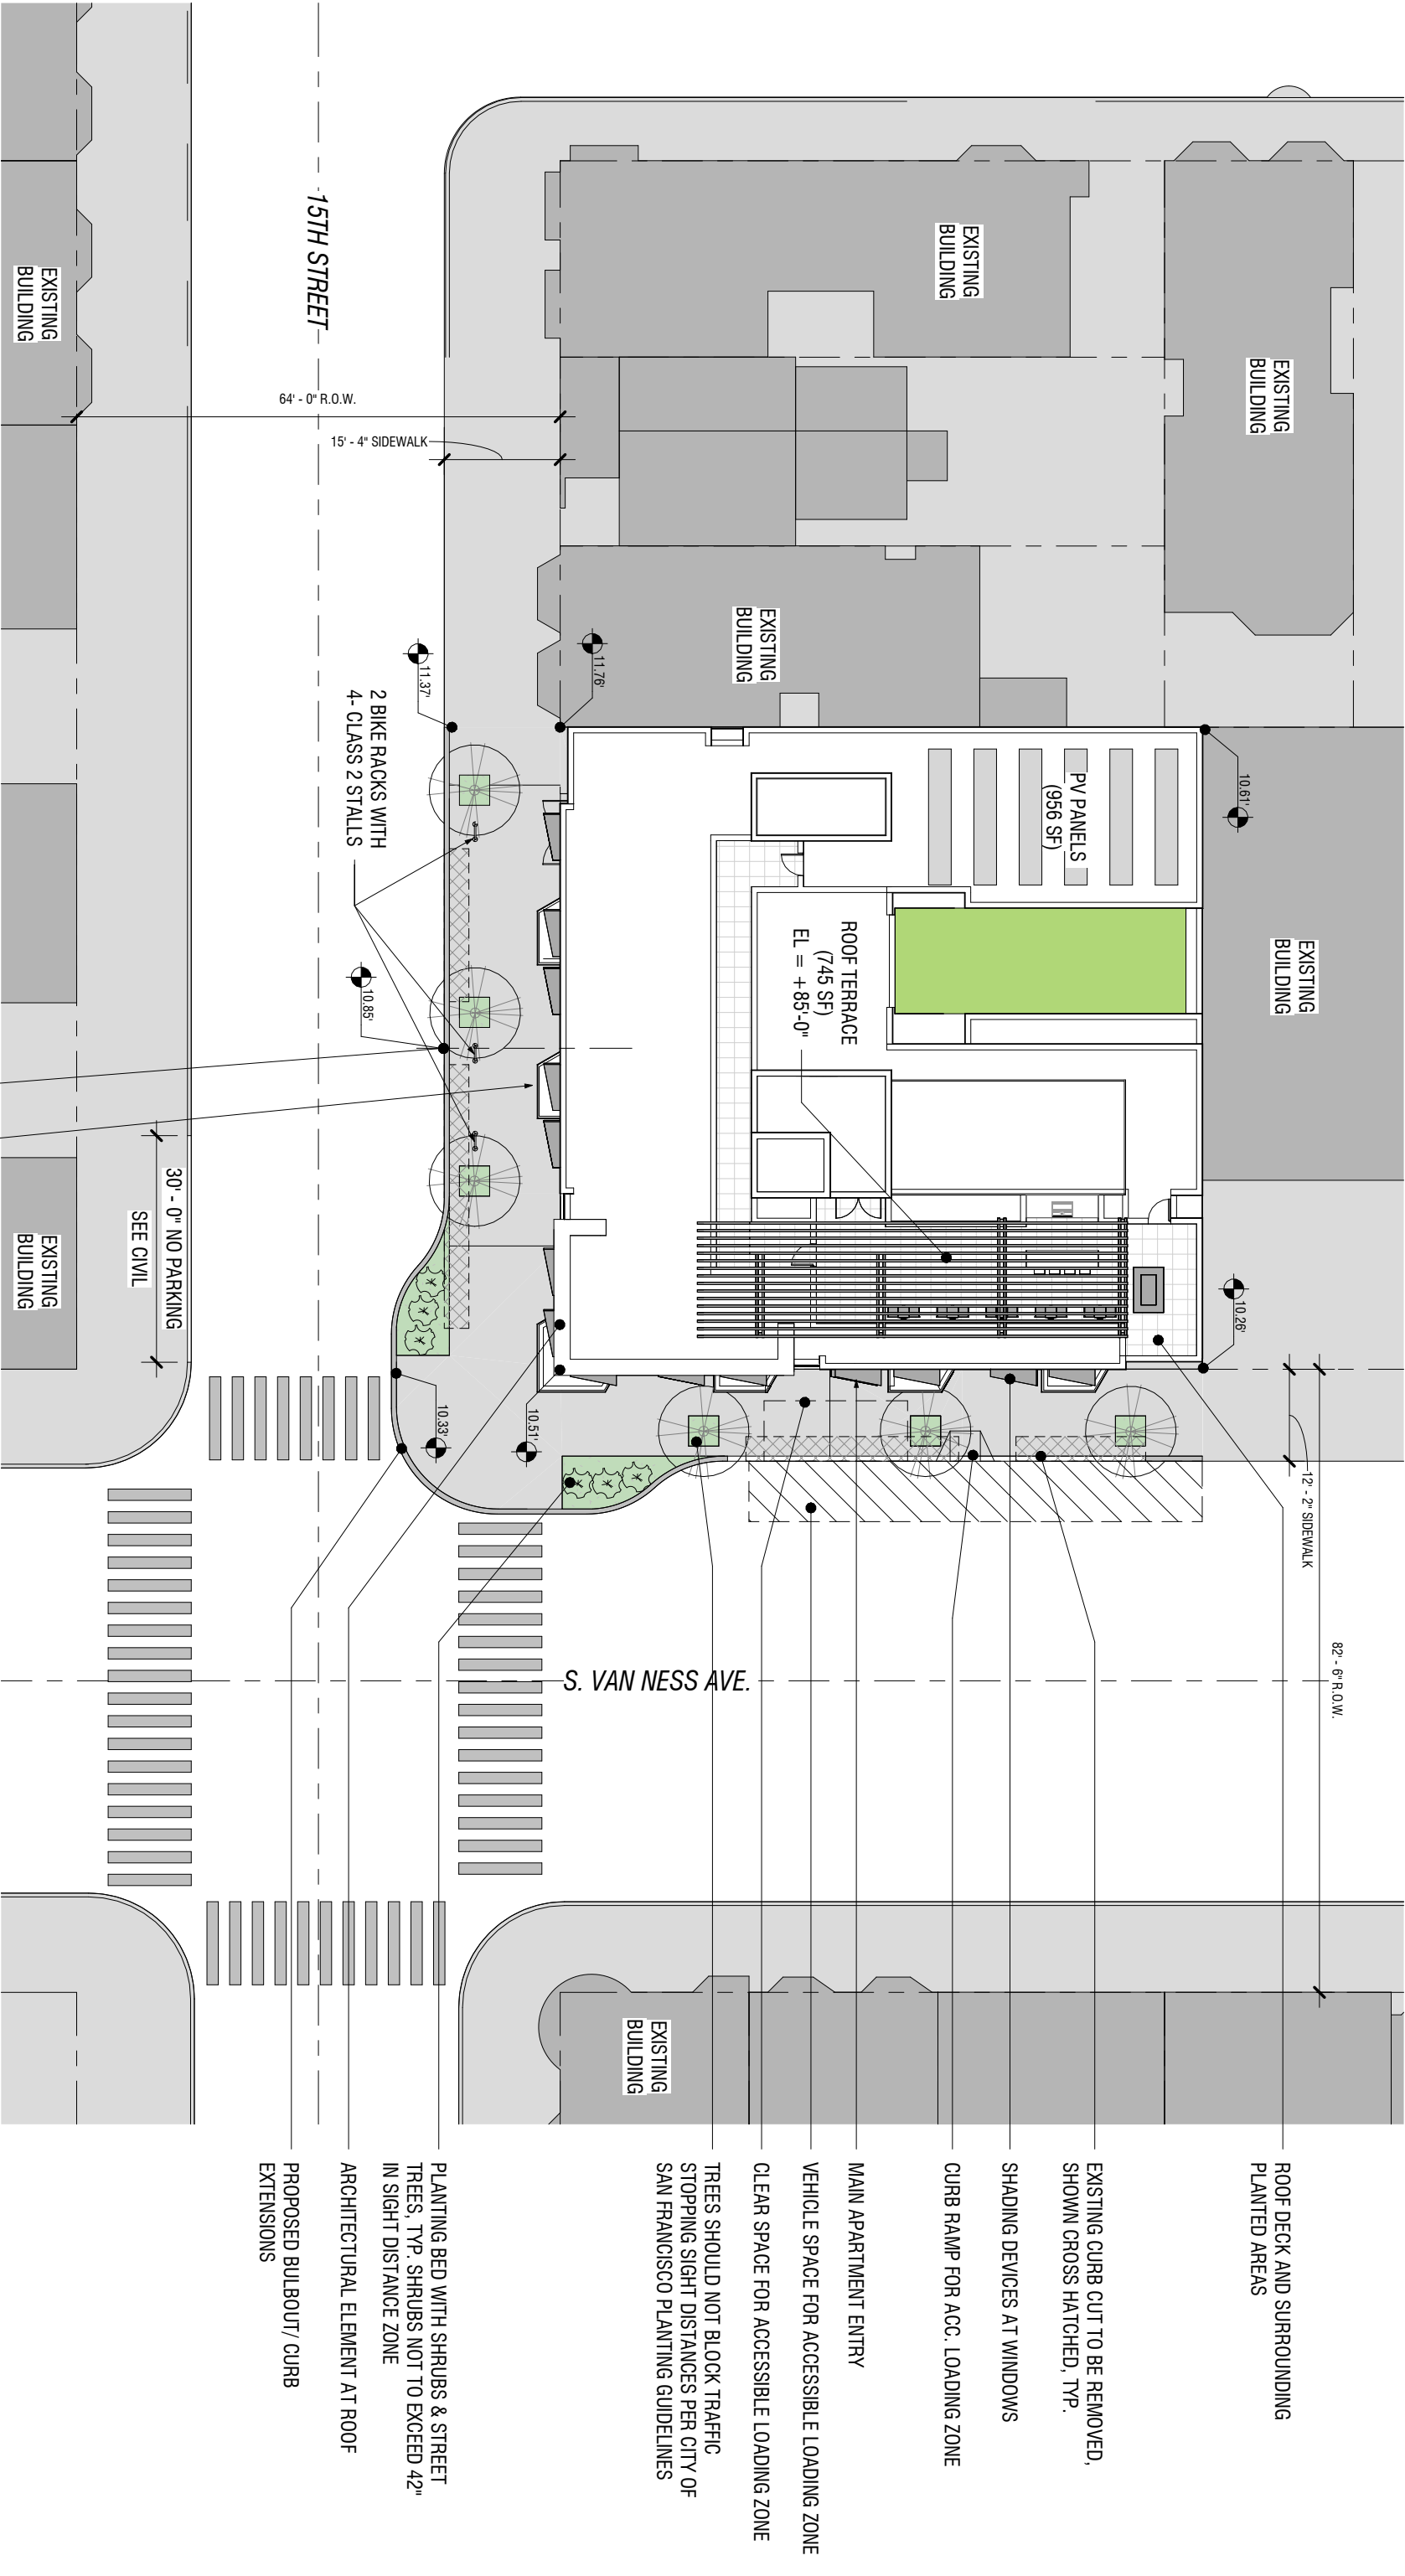 ROOF DECK AND SURROUNDING
PLANTED AREAS
EXISTING CURB CUT TO BE REMOVED,
SHOWN CROSS HATCHED, TYP.
SHADING DEVICES AT WINDOWS
CURB RAMP FOR ACC. LOADING ZONE
MAIN APARTMENT ENTRY
VEHICLE SPACE FOR ACCESSIBLE LOADING ZONE
CLEAR SPACE FOR ACCESSIBLE LOADING ZONE
TREES SHOULD NOT BLOCK TRAFFIC
STOPPING SIGHT DISTANCES PER CITY OF
SAN FRANCISCO PLANTING GUIDELINES
PLANTING BED WITH SHRUBS & STREET
TREES, TYP. SHRUBS NOT TO EXCEED 42"
IN SIGHT DISTANCE ZONE
ARCHITECTURAL ELEMENT AT ROOF
PROPOSED BULBOUT/ CURB
EXTENSIONS
82' - 6" R.O.W.
12' - 2" SIDEWALK
S. VAN NESS AVE.
EXISTING
BUILDING
EXISTING
BUILDING
EXISTING
BUILDING
EXISTING
BUILDING
EXISTING
BUILDING
EXISTING
BUILDING
EXISTING
BUILDING
10.61'
10.26'
PV PANELS
(956 SF)
ROOF TERRACE
(745 SF)
EL = +85'-0"
11.76'
11.37'
10.85'
10.51'
10.33'
2 BIKE RACKS WITH
4- CLASS 2 STALLS
15TH STREET
64' - 0" R.O.W.
15' - 4" SIDEWALK
30' - 0" NO PARKING
SEE CIVIL